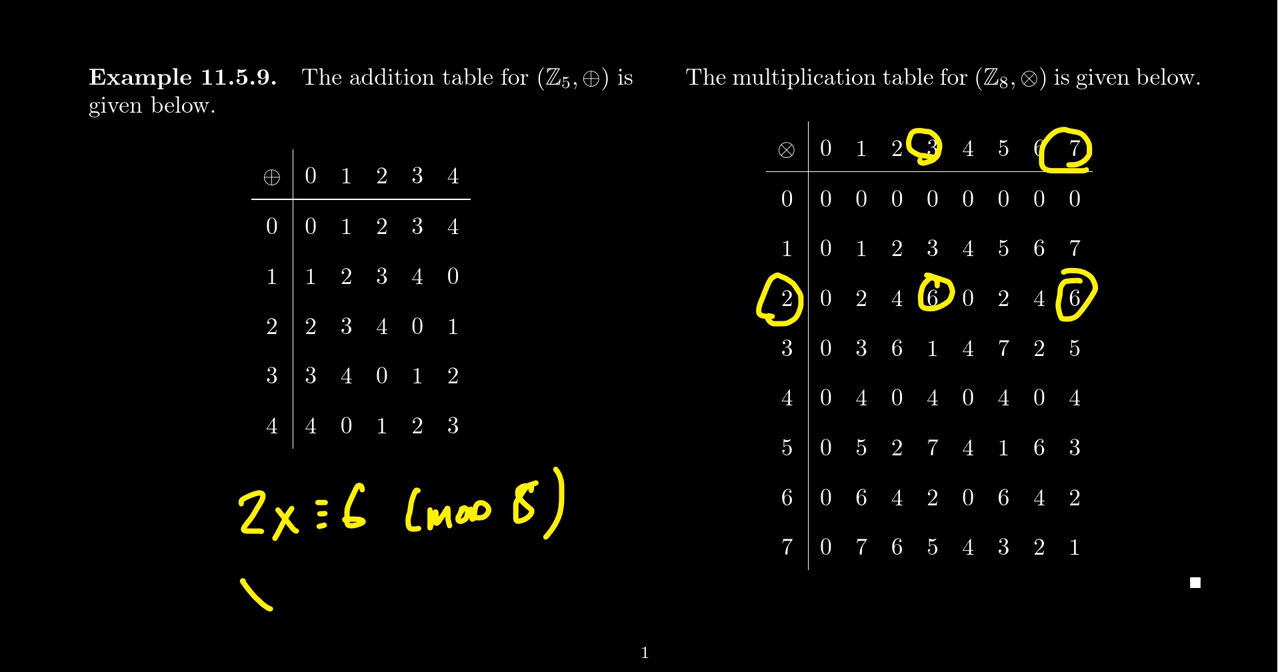 Example 11.5.9. The addition table for (ℤ₅, ⊕) is
given below.
⊕ 0 1 2 3 4
0 0 1 2 3 4
1 1 2 3 4 0
2 2 3 4 0 1
3 3 4 0 1 2
4 4 0 1 2 3
2x ≡ 6 (mod 8)
The multiplication table for (ℤ₈, ⊗) is given below.
⊗ 0 1 2 3 4 5 6 7
0 0 0 0 0 0 0 0 0
1 0 1 2 3 4 5 6 7
2 0 2 4 6 0 2 4 6
3 0 3 6 1 4 7 2 5
4 0 4 0 4 0 4 0 4
5 0 5 2 7 4 1 6 3
6 0 6 4 2 0 6 4 2
7 0 7 6 5 4 3 2 1
1